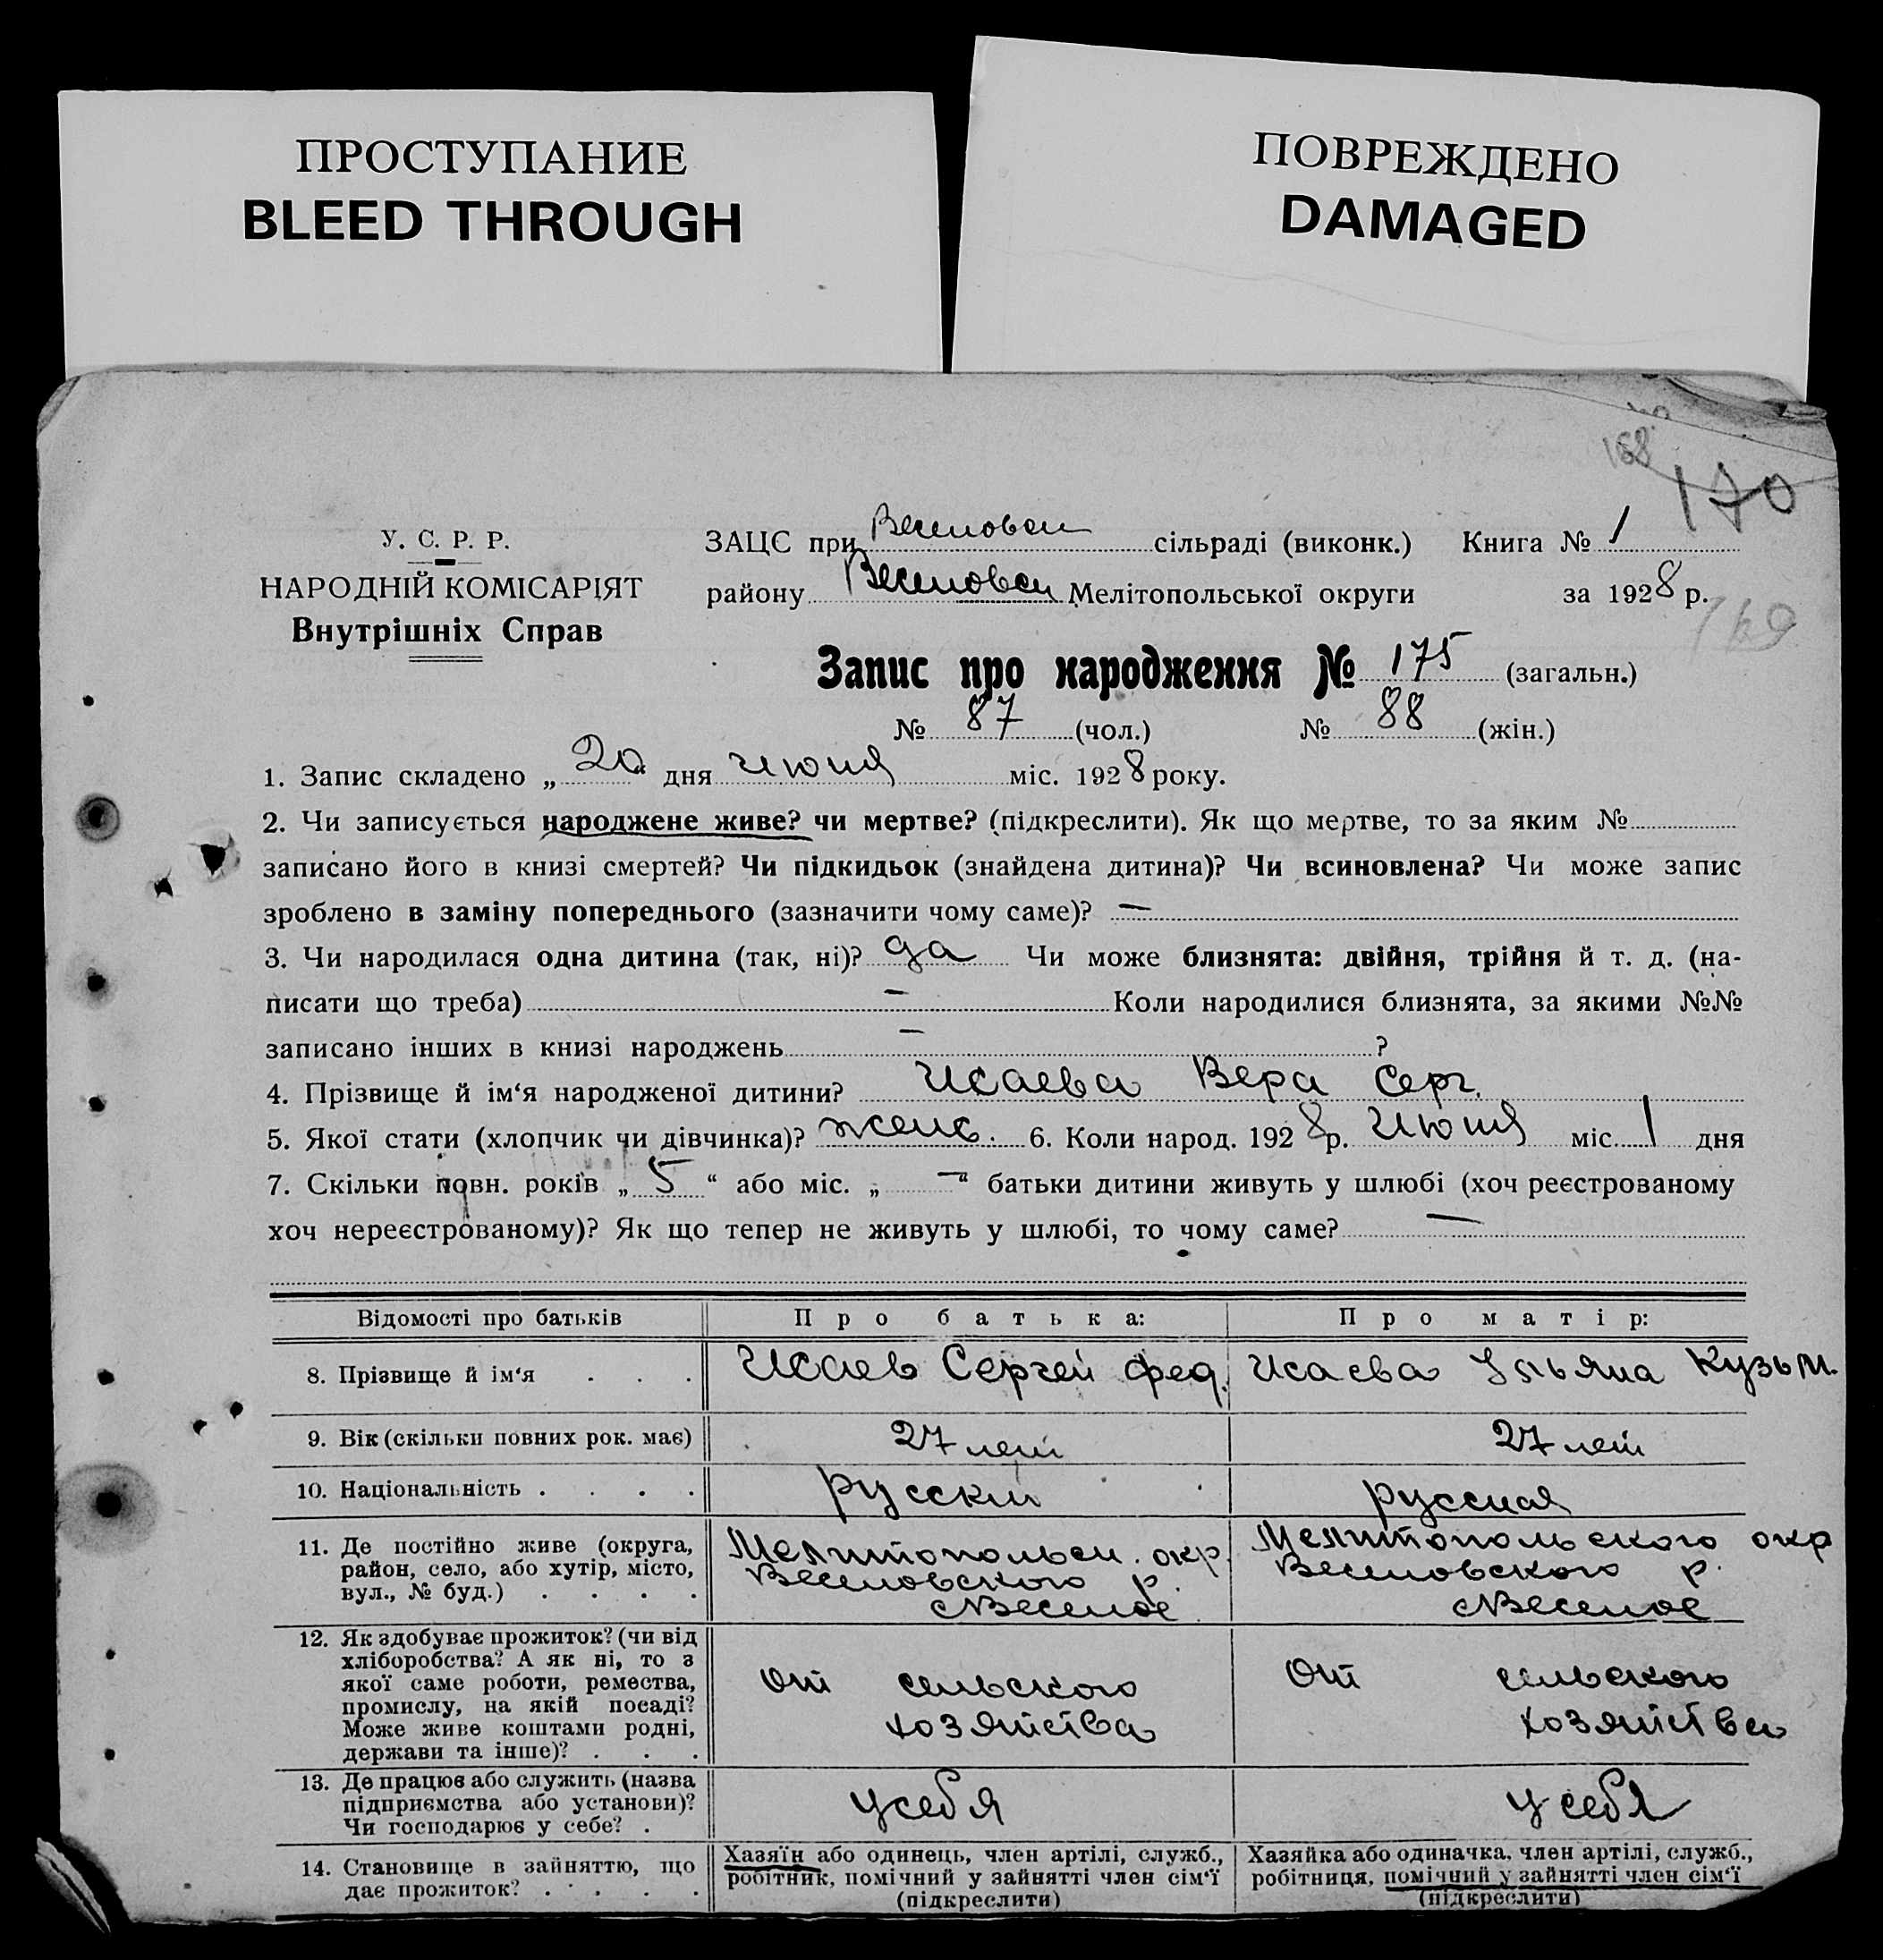 ПРОСТУПАНИЕ
BLEED THROUGH
ПОВРЕЖДЕНО
DAMAGED
168
170
У. С. Р. Р.
НАРОДНІЙ КОМІСАРІЯТ
Внутрішніх Справ
ЗАЦС при Веселовск сільраді (виконк.) Книга № 1
району Веселовск Мелітопольської округи за 1928 р.
169
Запис про народження № 175 (загальн.)
№ 87 (чол.) № 88 (жін.)
1. Запис складено „ 20 “ дня июня міс. 1928 року.
2. Чи записується народжене живе? чи мертве? (підкреслити). Як що мертве, то за яким №
записано його в книзі смертей? Чи підкидьок (знайдена дитина)? Чи всиновлена? Чи може запис
зроблено в заміну попереднього (зазначити чому саме)? —
3. Чи народилася одна дитина (так, ні)? да Чи може близнята: двійня, трійня й т. д. (на-
писати що треба) — Коли народилися близнята, за якими №№
записано інших в книзі народжень — ?
4. Прізвище й ім‘я народженої дитини? Исаева Вера Серг.
5. Якої стати (хлопчик чи дівчинка)? женс. 6. Коли народ. 1928 р. Июня міс. 1 дня
7. Скільки повн. років „ 5 “ або міс. „ — “ батьки дитини живуть у шлюбі (хоч реєстрованому
хоч нереєстрованому)? Як що тепер не живуть у шлюбі, то чому саме? —
Відомості про батьків Про батька: Про матір:
8. Прізвище й ім‘я . . . Исаев Сергей Фед. Исаева Ульяна Кузьм.
9. Вік (скільки повних рок. має) 27 лет 27 лет
10. Національність . . . . русский русская
11. Де постійно живе (округа,
район, село, або хутір, місто,
вул., № буд.) . . . .
Мелитопольск. окр.
Веселовского р.
с Веселое
Мелитопольского окр
Веселовского р.
с Веселое
12. Як здобуває прожиток? (чи від
хліборобства? А як ні, то з
якої саме роботи, ремества,
промислу, на якій посаді?
Може живе коштами родні,
держави та інше)? . . .
от сельского
хозяйства
от сельского
хозяйства
13. Де працює або служить (назва
підприємства або установи)?
Чи господарює у себе? .
у себя
у себя
14. Становище в зайняттю, що
дає прожиток? . . . .
Хазяїн або одинець, член артілі, служб.,
робітник, помічний у зайнятті член сім‘ї
(підкреслити)
Хазяйка або одиначка, член артілі, служб.,
робітниця, помічний у зайнятті член сім‘ї
(підкреслити)